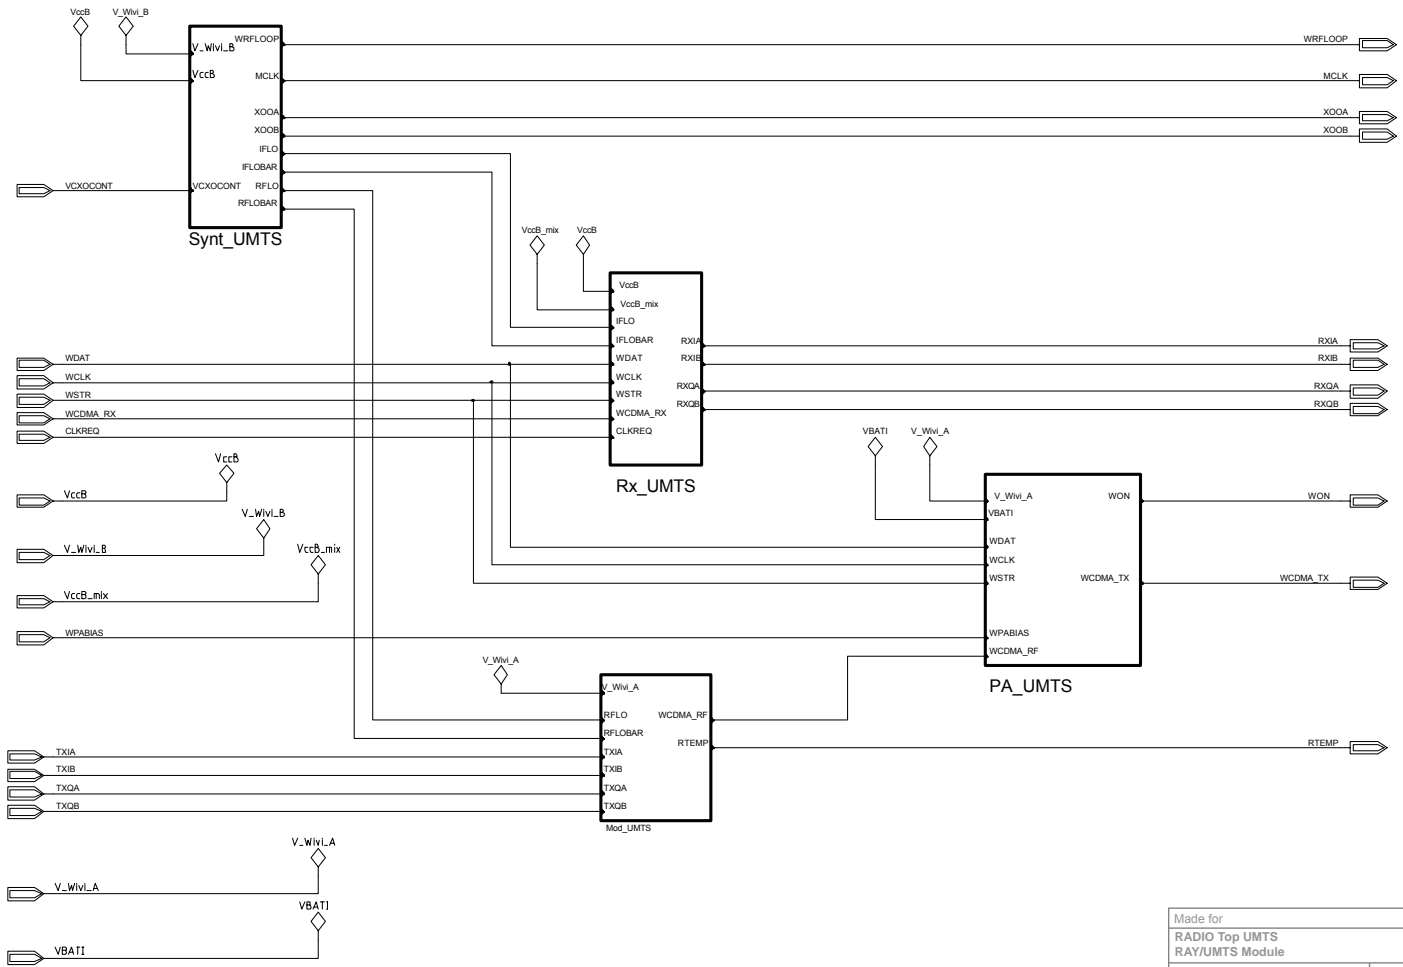 VccB
V_Wivi_B
V_Wivi_B
WRFLOOP
WRFLOOP
VccB
MCLK
MCLK
XOOA
XOOA
XOOB
XOOB
IFLO
IFLOBAR
VCXOCONT
VCXOCONT
RFLO
RFLOBAR
Synt_UMTS
VccB_mix
VccB
VccB
VccB_mix
IFLO
IFLOBAR
RXIA
RXIA
WDAT
WDAT
RXIB
RXIB
WCLK
WCLK
WSTR
WSTR
RXQA
RXQA
WCDMA_RX
WCDMA_RX
RXQB
RXQB
CLKREQ
CLKREQ
Rx_UMTS
VBATI
V_Wivi_A
VccB
VccB
V_Wivi_A
WON
WON
VBATI
V_Wivi_B
V_Wivi_B
WDAT
VccB_mix
WCLK
WSTR
WCDMA_TX
WCDMA_TX
VccB_mix
WPABIAS
WPABIAS
WCDMA_RF
PA_UMTS
V_Wivi_A
V_Wivi_A
RFLO
WCDMA_RF
RFLOBAR
RTEMP
RTEMP
TXIA
TXIA
TXIB
TXIB
TXQA
TXQA
TXQB
TXQB
Mod_UMTS
V_Wivi_A
V_Wivi_A
VBATI
VBATI
Made for
RADIO Top UMTS
RAY/UMTS Module